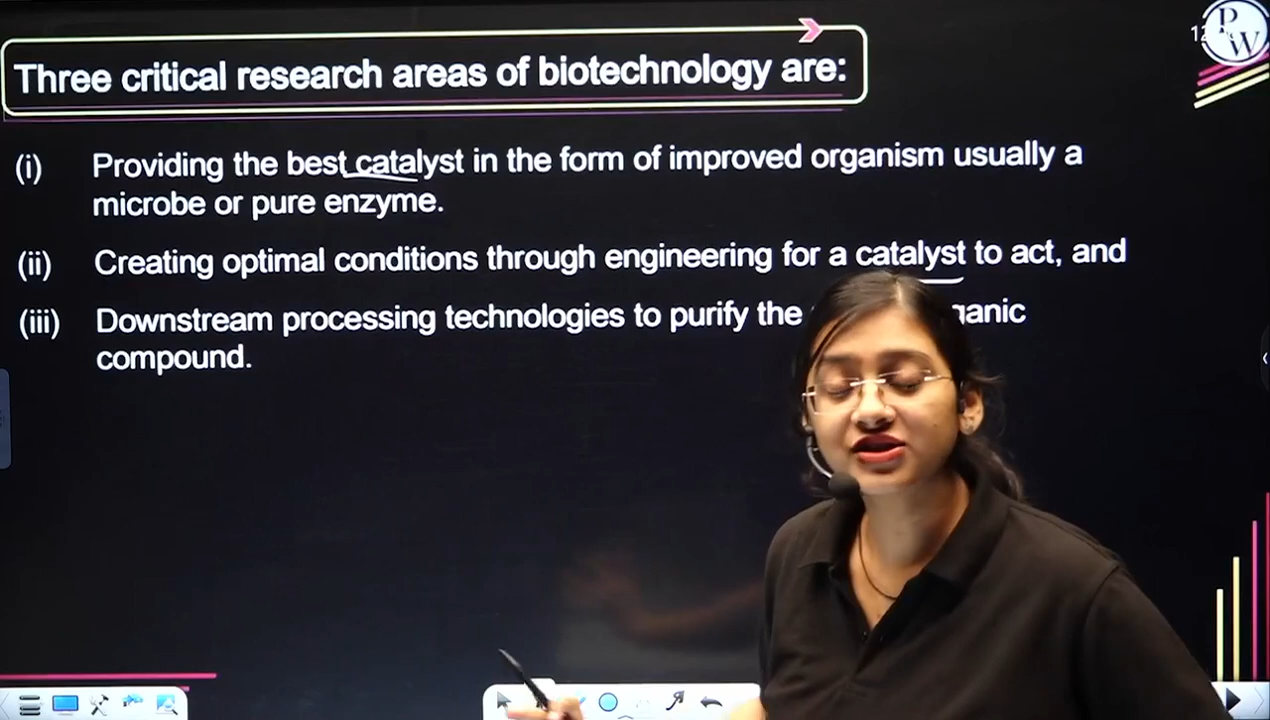 Three critical research areas of biotechnology are:
PW
12
(i) Providing the best catalyst in the form of improved organism usually a
microbe or pure enzyme.
(ii) Creating optimal conditions through engineering for a catalyst to act, and
(iii) Downstream processing technologies to purify the
compound.